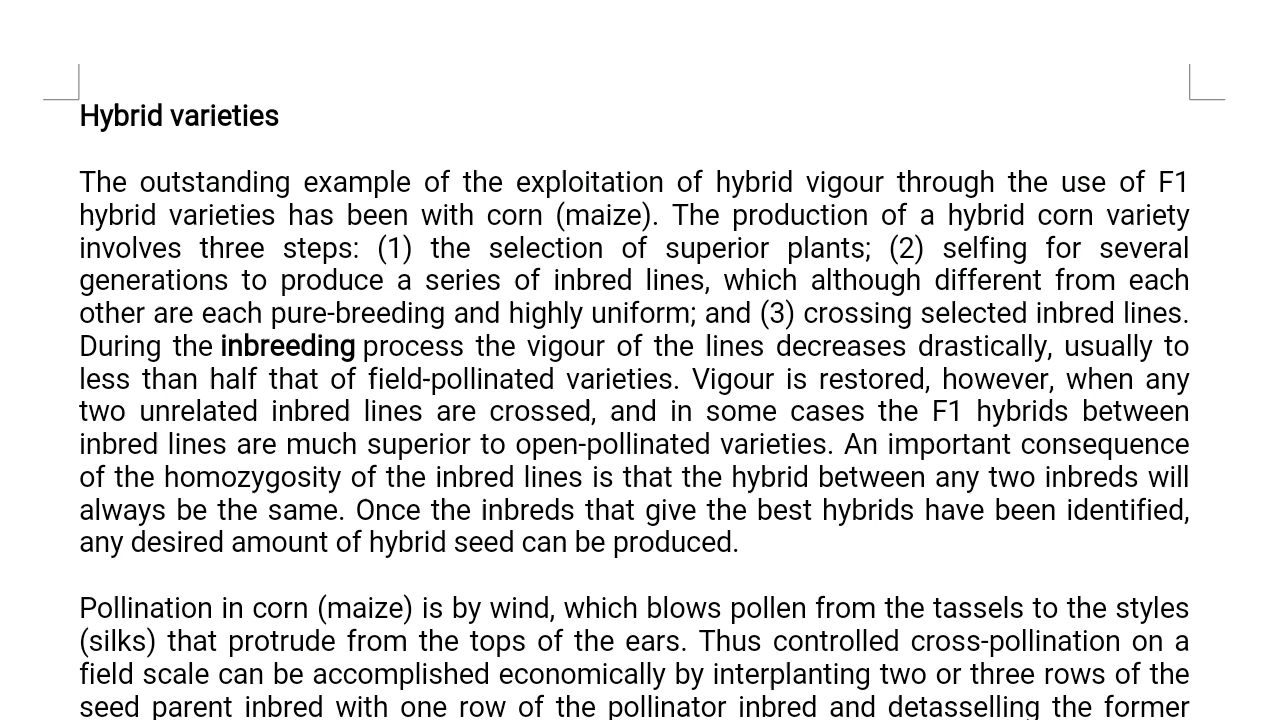 Hybrid varieties
The outstanding example of the exploitation of hybrid vigour through the use of F1
hybrid varieties has been with corn (maize). The production of a hybrid corn variety
involves three steps: (1) the selection of superior plants; (2) selfing for several
generations to produce a series of inbred lines, which although different from each
other are each pure-breeding and highly uniform; and (3) crossing selected inbred lines.
During the inbreeding process the vigour of the lines decreases drastically, usually to
less than half that of field-pollinated varieties. Vigour is restored, however, when any
two unrelated inbred lines are crossed, and in some cases the F1 hybrids between
inbred lines are much superior to open-pollinated varieties. An important consequence
of the homozygosity of the inbred lines is that the hybrid between any two inbreds will
always be the same. Once the inbreds that give the best hybrids have been identified,
any desired amount of hybrid seed can be produced.
Pollination in corn (maize) is by wind, which blows pollen from the tassels to the styles
(silks) that protrude from the tops of the ears. Thus controlled cross-pollination on a
field scale can be accomplished economically by interplanting two or three rows of the
seed parent inbred with one row of the pollinator inbred and detasselling the former